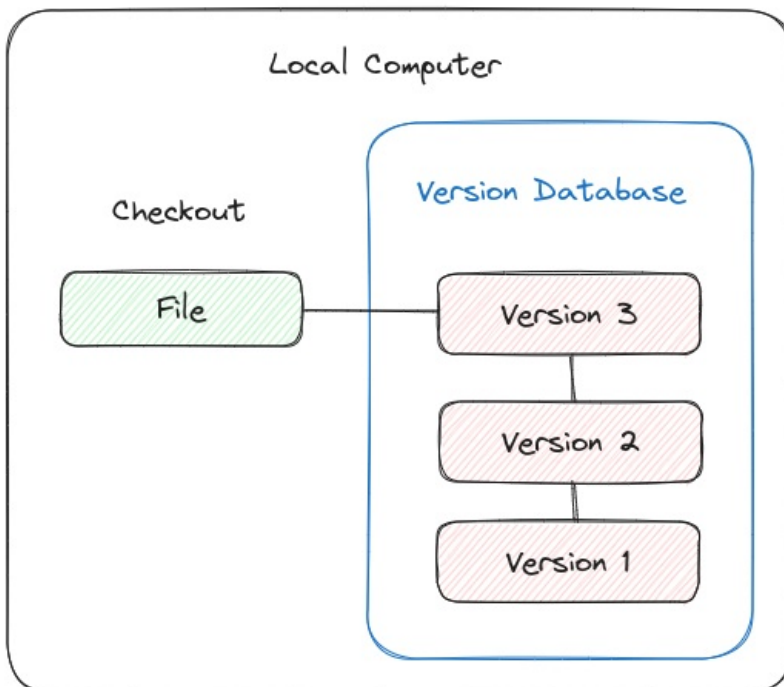 Local Computer
Checkout
Version Database
File
Version 3
Version 2
Version 1